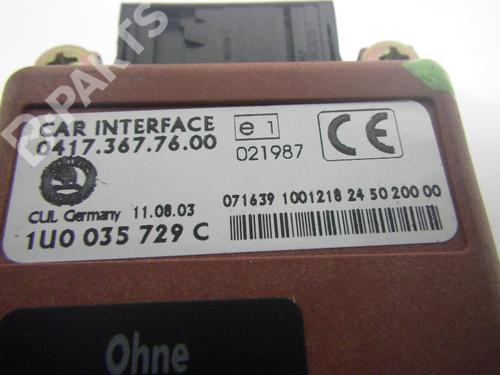 B-PARTS
CAR INTERFACE
0417.367.76.00
e1
021987
CE
CUL Germany 11.08.03
071639 1001218 24 50 200 00
1U0 035 729 C
Ohne